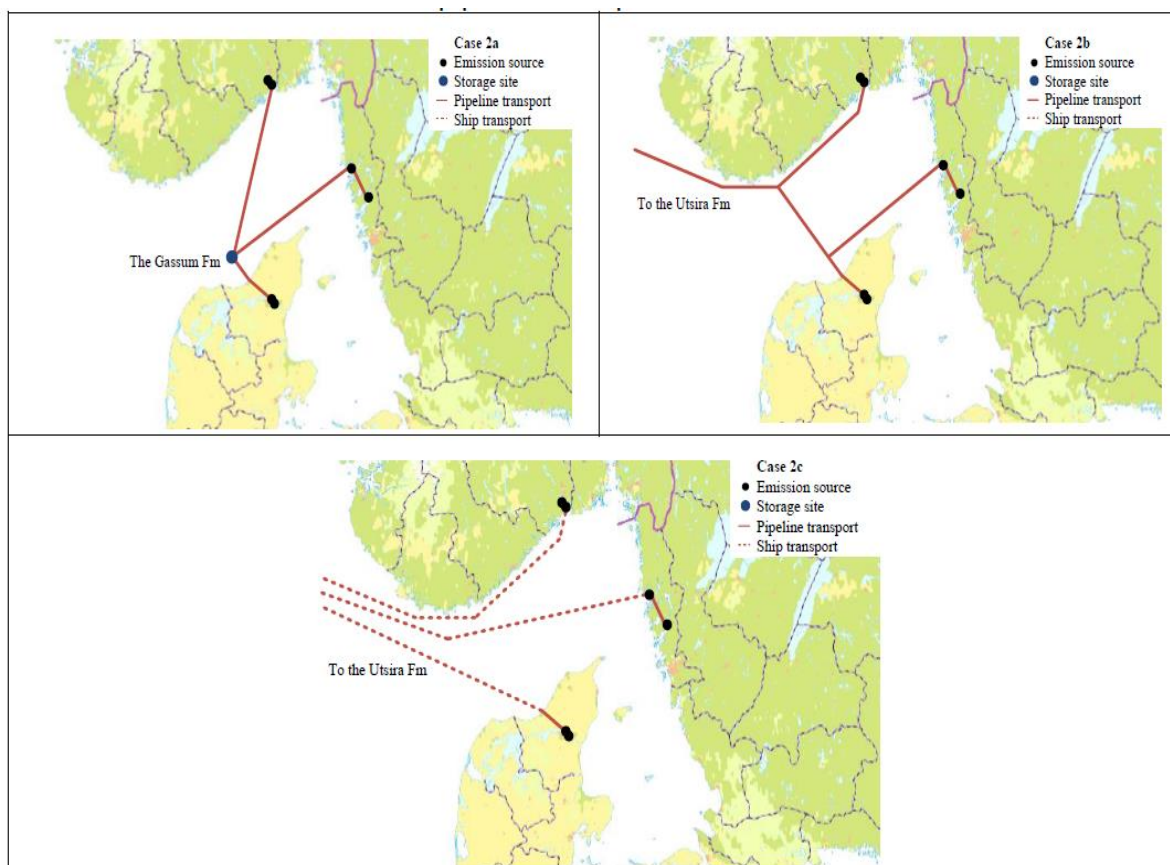 Case 2a
Emission source
Storage site
Pipeline transport
Ship transport
The Gassum Fm
Case 2b
Emission source
Storage site
Pipeline transport
Ship transport
To the Utsira Fm
Case 2c
Emission source
Storage site
Pipeline transport
Ship transport
To the Utsira Fm